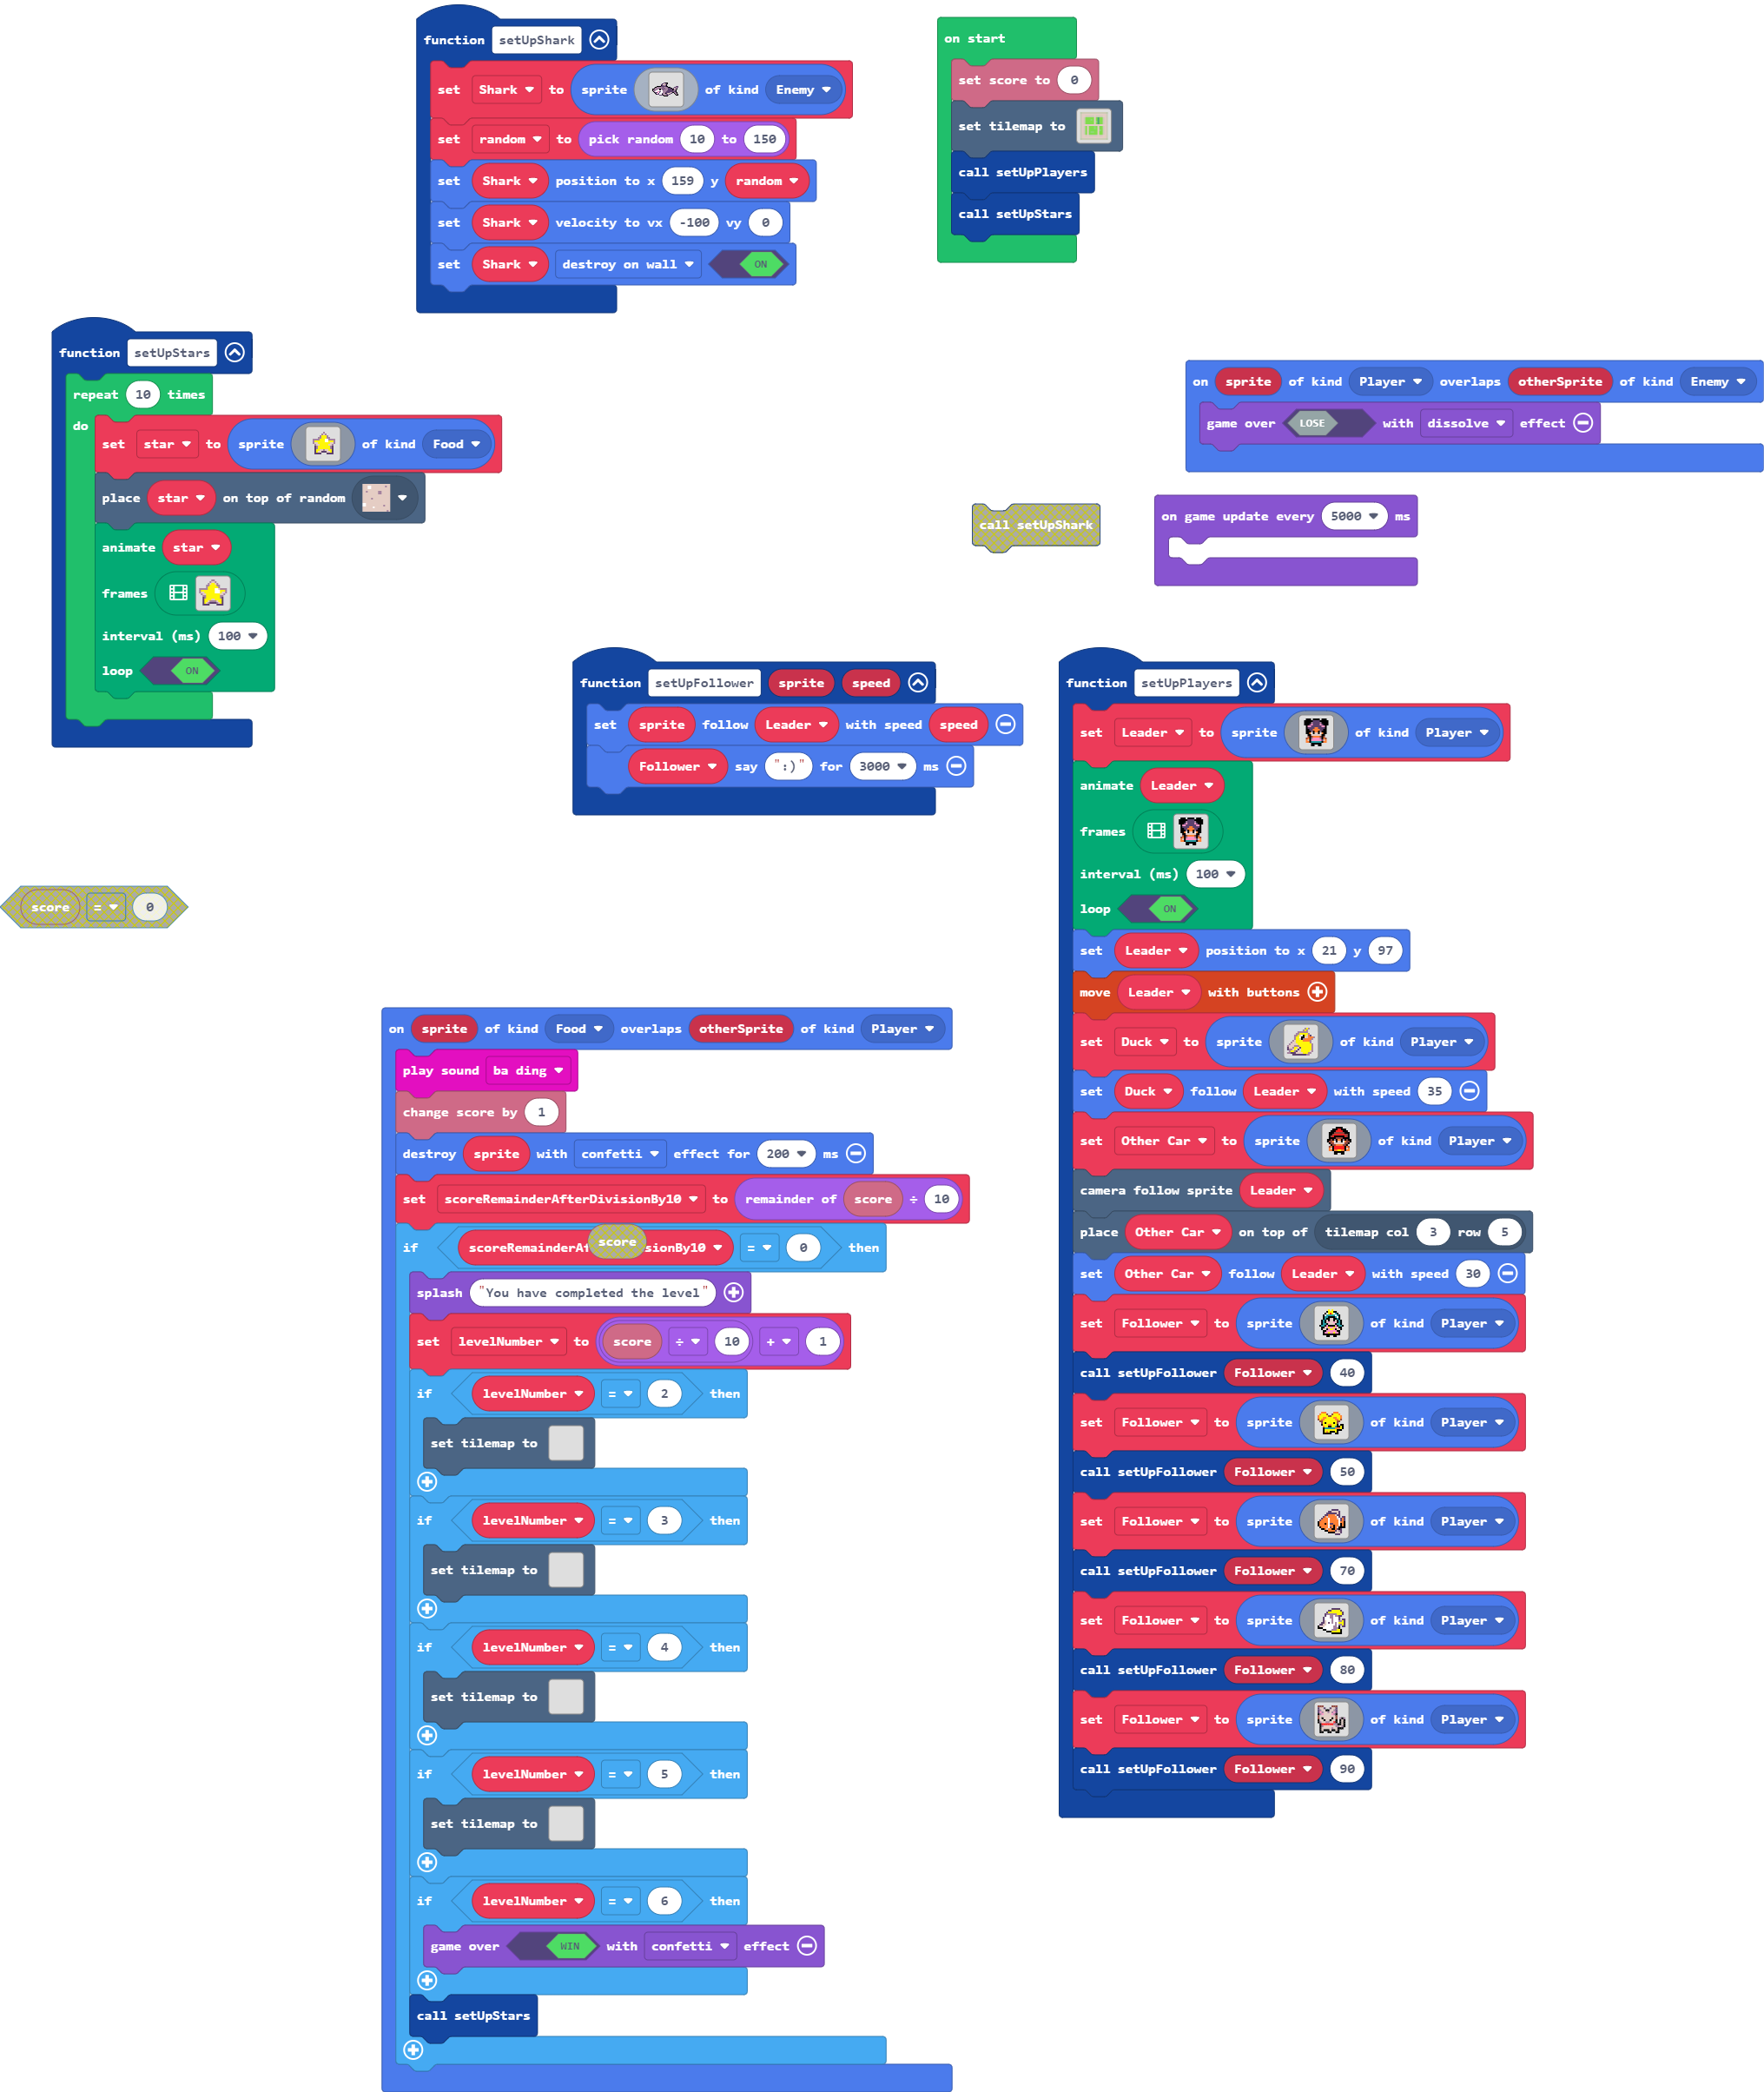 function setUpShark
set Shark to sprite of kind Enemy
set random to pick random 10 to 150
set Shark position to x 159 y random
set Shark velocity to vx -100 vy 0
set Shark destroy on wall ON
on start
set score to 0
set tilemap to
call setUpPlayers
call setUpStars
function setUpStars
repeat 10 times
do
set star to sprite of kind Food
place star on top of random
animate star
frames
interval (ms) 100
loop ON
on sprite of kind Player overlaps otherSprite of kind Enemy
game over LOSE with dissolve effect
call setUpShark
on game update every 5000 ms
function setUpFollower sprite speed
set sprite follow Leader with speed speed
Follower say ":)" for 3000 ms
score = 0
function setUpPlayers
set Leader to sprite of kind Player
animate Leader
frames
interval (ms) 100
loop ON
set Leader position to x 21 y 97
move Leader with buttons
set Duck to sprite of kind Player
set Duck follow Leader with speed 35
set Other Car to sprite of kind Player
camera follow sprite Leader
place Other Car on top of tilemap col 3 row 5
set Other Car follow Leader with speed 30
set Follower to sprite of kind Player
call setUpFollower Follower 40
set Follower to sprite of kind Player
call setUpFollower Follower 50
set Follower to sprite of kind Player
call setUpFollower Follower 70
set Follower to sprite of kind Player
call setUpFollower Follower 80
set Follower to sprite of kind Player
call setUpFollower Follower 90
on sprite of kind Food overlaps otherSprite of kind Player
play sound ba ding
change score by 1
destroy sprite with confetti effect for 200 ms
set scoreRemainderAfterDivisionBy10 to remainder of score ÷ 10
score
if = 0 then
splash "You have completed the level"
set levelNumber to score ÷ 10 + 1
if levelNumber = 2 then
set tilemap to
if levelNumber = 3 then
set tilemap to
if levelNumber = 4 then
set tilemap to
if levelNumber = 5 then
set tilemap to
if levelNumber = 6 then
game over WIN with confetti effect
call setUpStars